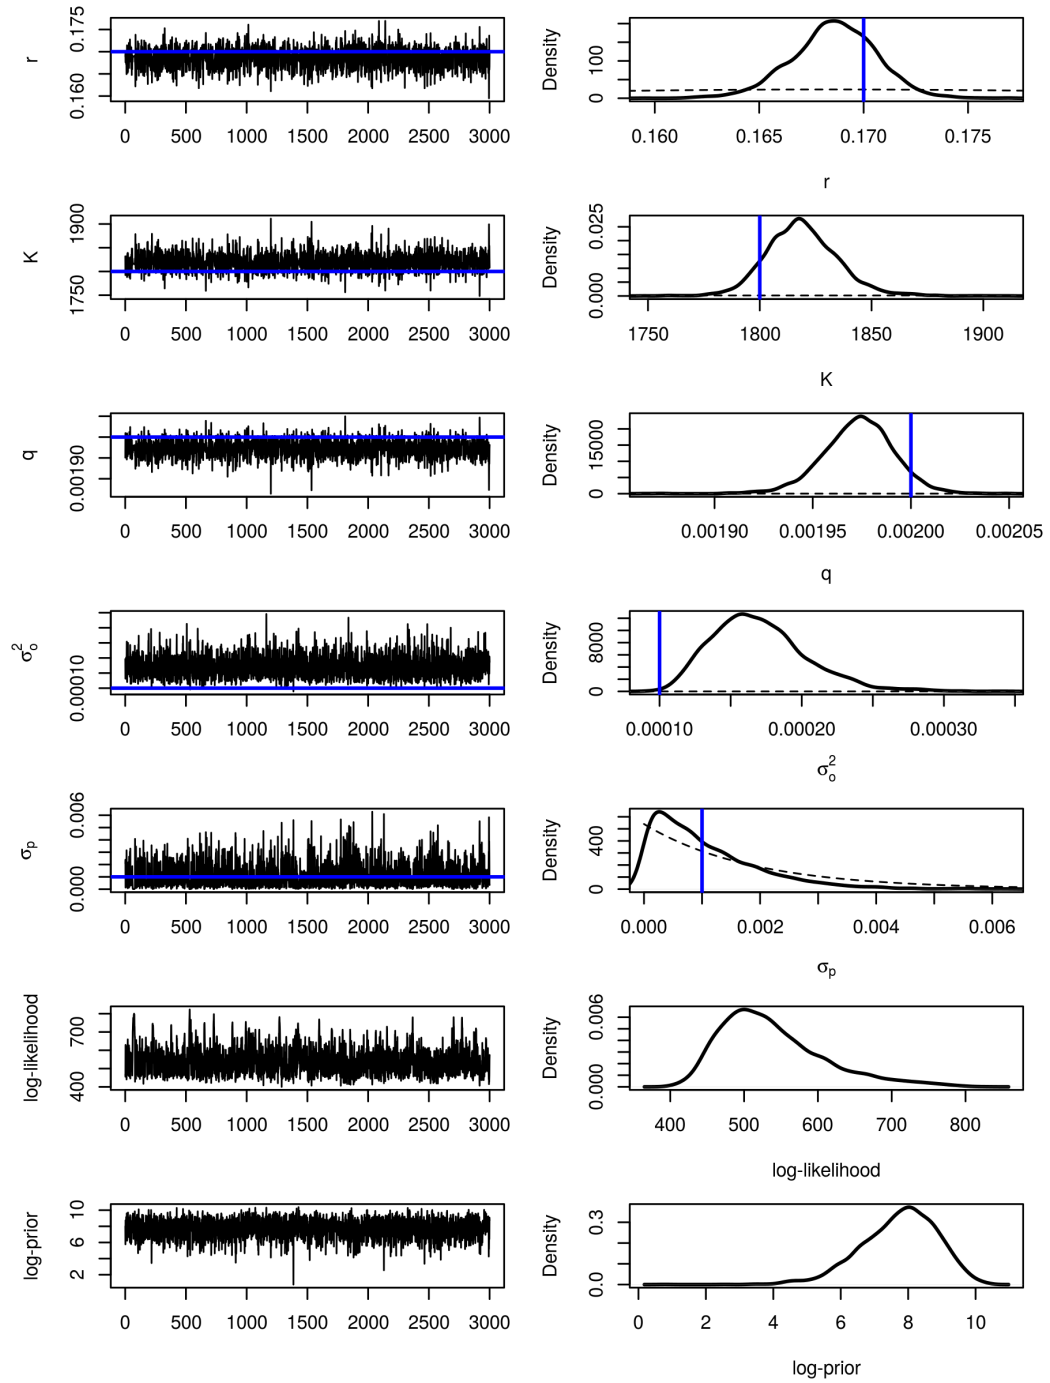 r
0.160 0.175
0 500 1000 1500 2000 2500 3000
Density
0 100
0.160 0.165 0.170 0.175
r
K
1750 1900
0 500 1000 1500 2000 2500 3000
Density
0.000 0.025
1750 1800 1850 1900
K
q
0.00190
0 500 1000 1500 2000 2500 3000
Density
0 15000
0.00190 0.00195 0.00200 0.00205
q
σ²ₒ
0.00010
0 500 1000 1500 2000 2500 3000
Density
0 8000
0.00010 0.00020 0.00030
σ²ₒ
σₚ
0.000 0.006
0 500 1000 1500 2000 2500 3000
Density
0 400
0.000 0.002 0.004 0.006
σₚ
log-likelihood
400 700
0 500 1000 1500 2000 2500 3000
Density
0.000 0.006
400 500 600 700 800
log-likelihood
log-prior
2 6 10
0 500 1000 1500 2000 2500 3000
Density
0.0 0.3
0 2 4 6 8 10
log-prior